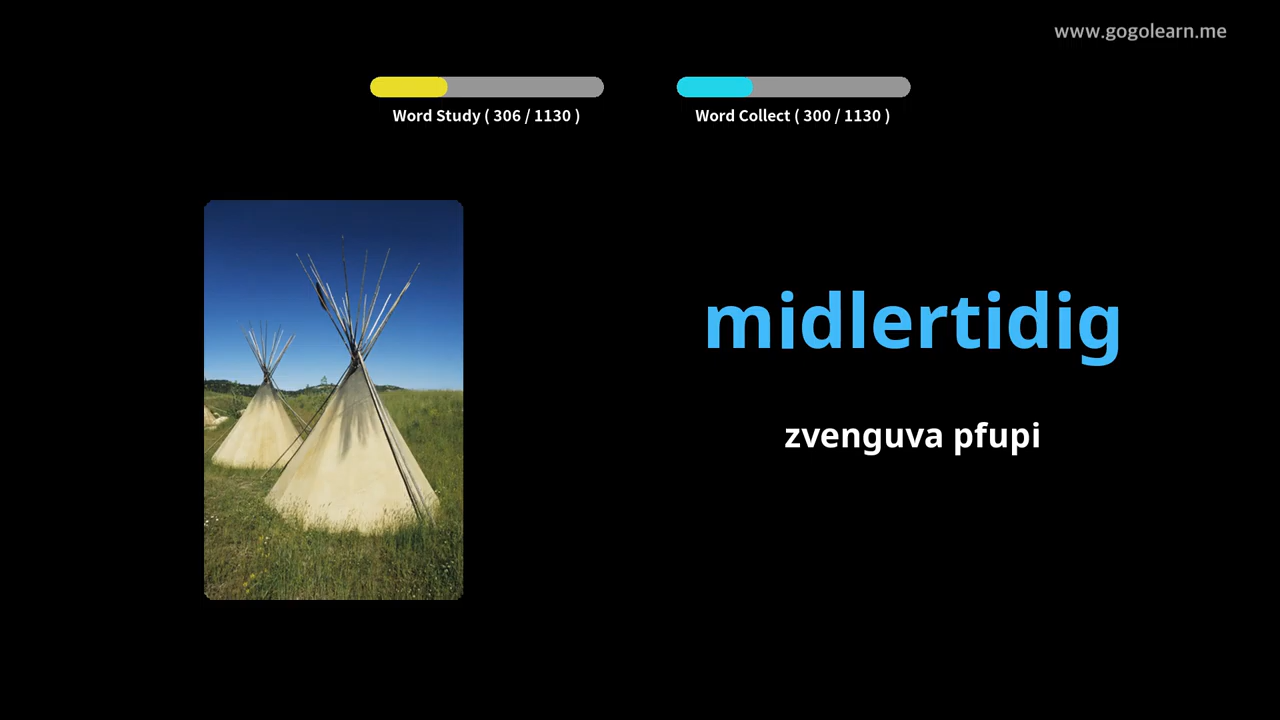 www.gogolearn.me
Word Study ( 306 / 1130 )
Word Collect ( 300 / 1130 )
midlertidig
zvenguva pfupi